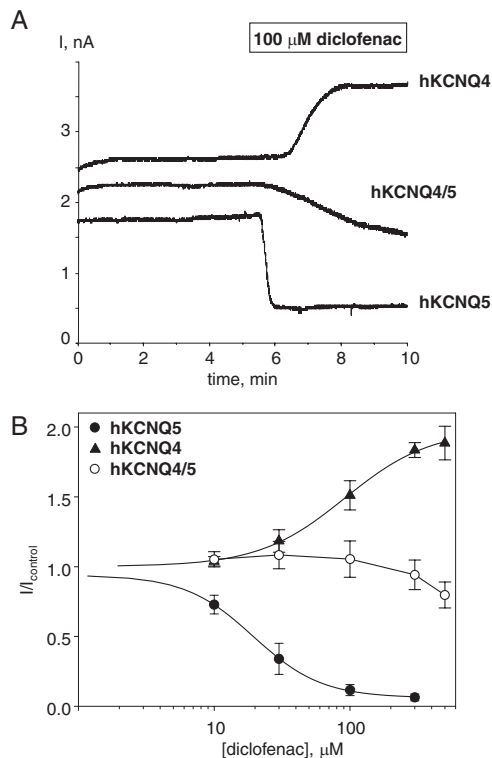 A
I, nA
100 μM diclofenac
hKCNQ4
3
hKCNQ4/5
2
1
hKCNQ5
0
0 2 4 6 8 10
time, min
B
2.0
hKCNQ5
hKCNQ4
hKCNQ4/5
1.5
I/Icontrol
1.0
0.5
0.0
10 100
[diclofenac], μM